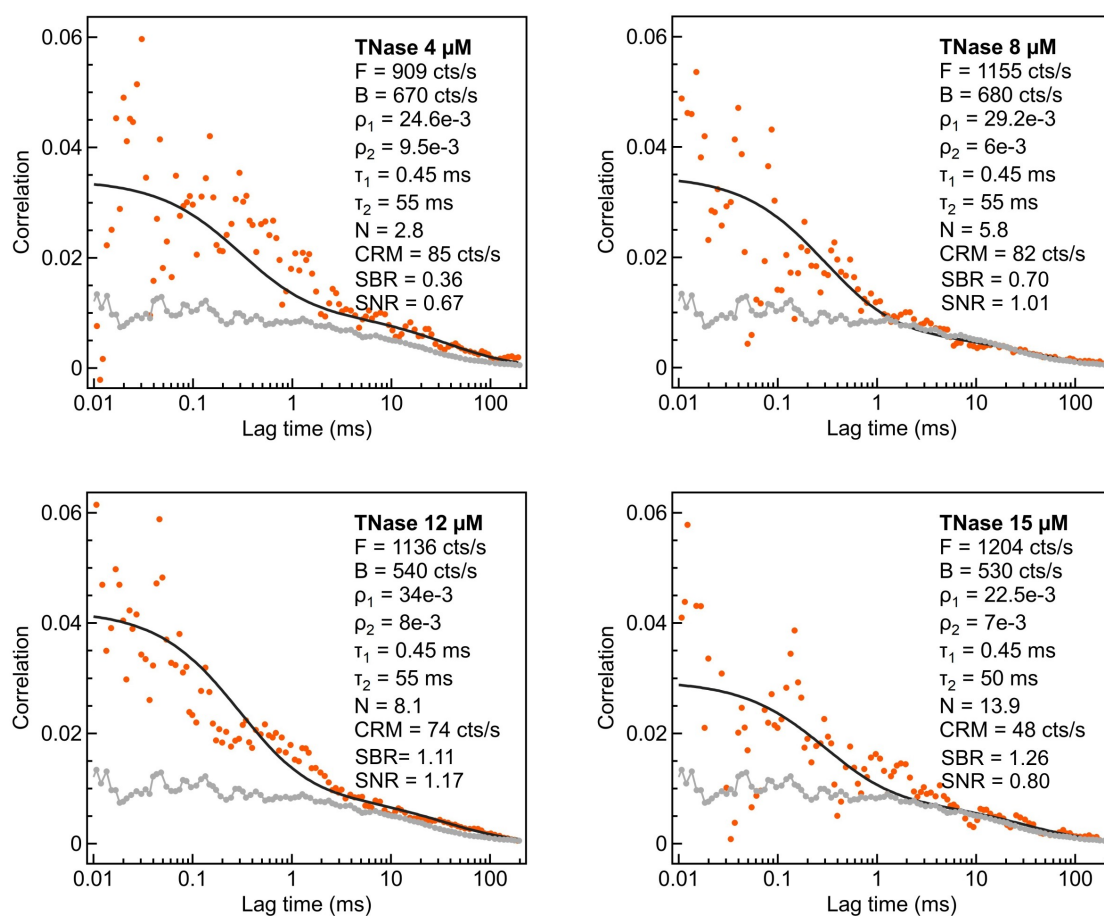 TNase 4 µM
F = 909 cts/s
B = 670 cts/s
ρ1 = 24.6e-3
ρ2 = 9.5e-3
τ1 = 0.45 ms
τ2 = 55 ms
N = 2.8
CRM = 85 cts/s
SBR = 0.36
SNR = 0.67
Correlation
0.06
0.04
0.02
0
0.01 0.1 1 10 100
Lag time (ms)
TNase 8 µM
F = 1155 cts/s
B = 680 cts/s
ρ1 = 29.2e-3
ρ2 = 6e-3
τ1 = 0.45 ms
τ2 = 55 ms
N = 5.8
CRM = 82 cts/s
SBR = 0.70
SNR = 1.01
Correlation
0.06
0.04
0.02
0
0.01 0.1 1 10 100
Lag time (ms)
TNase 12 µM
F = 1136 cts/s
B = 540 cts/s
ρ1 = 34e-3
ρ2 = 8e-3
τ1 = 0.45 ms
τ2 = 55 ms
N = 8.1
CRM = 74 cts/s
SBR= 1.11
SNR = 1.17
Correlation
0.06
0.04
0.02
0
0.01 0.1 1 10 100
Lag time (ms)
TNase 15 µM
F = 1204 cts/s
B = 530 cts/s
ρ1 = 22.5e-3
ρ2 = 7e-3
τ1 = 0.45 ms
τ2 = 50 ms
N = 13.9
CRM = 48 cts/s
SBR = 1.26
SNR = 0.80
Correlation
0.06
0.04
0.02
0
0.01 0.1 1 10 100
Lag time (ms)